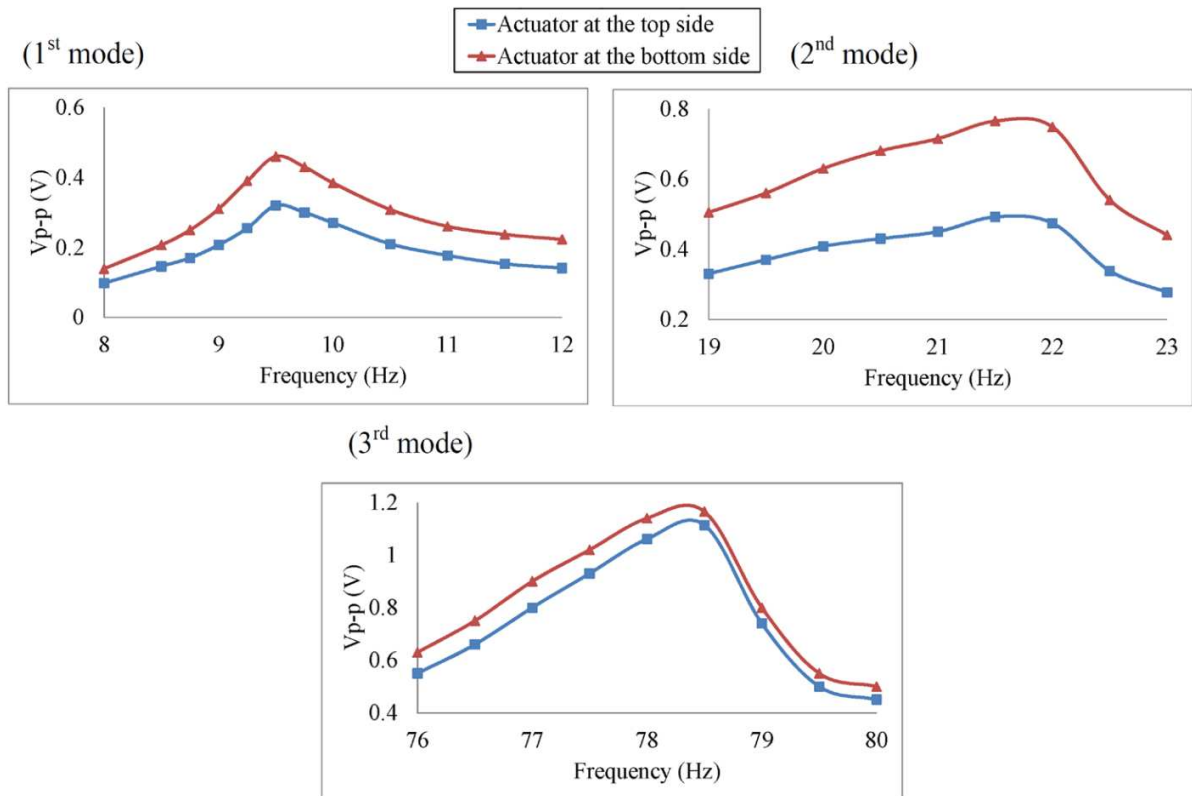 Actuator at the top side
Actuator at the bottom side
(1st mode)
(2nd mode)
0.6
0.4
0.2
0
Vp-p (V)
8 9 10 11 12
Frequency (Hz)
0.8
0.6
0.4
0.2
Vp-p (V)
19 20 21 22 23
Frequency (Hz)
(3rd mode)
1.2
1
0.8
0.6
0.4
Vp-p (V)
76 77 78 79 80
Frequency (Hz)